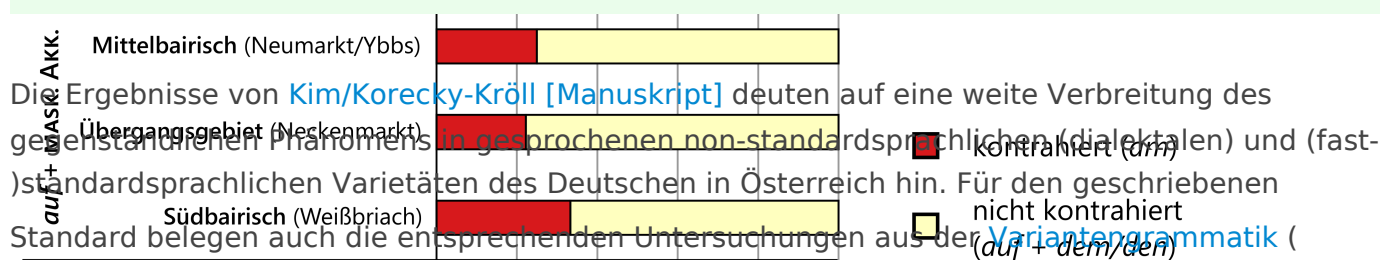 auf + MASK. AKK.
Mittelbairisch (Neumarkt/Ybbs)
Die Ergebnisse von Kim/Korecky-Kröll [Manuskript] deuten auf eine weite Verbreitung des
Übergangsgebiet (Neskenmarkt)
gegenständlichen Phänomens in gesprochenen non-standardsprachlichen (dialektalen) und (fast-
kontrahiert (am)
)standardsprachlichen Varietäten des Deutschen in Österreich hin. Für den geschriebenen
Südbairisch (Weißbriach)
nicht kontrahiert
Standard belegen auch die entsprechenden Untersuchungen aus der Variantengrammatik (
(auf + dem/den)